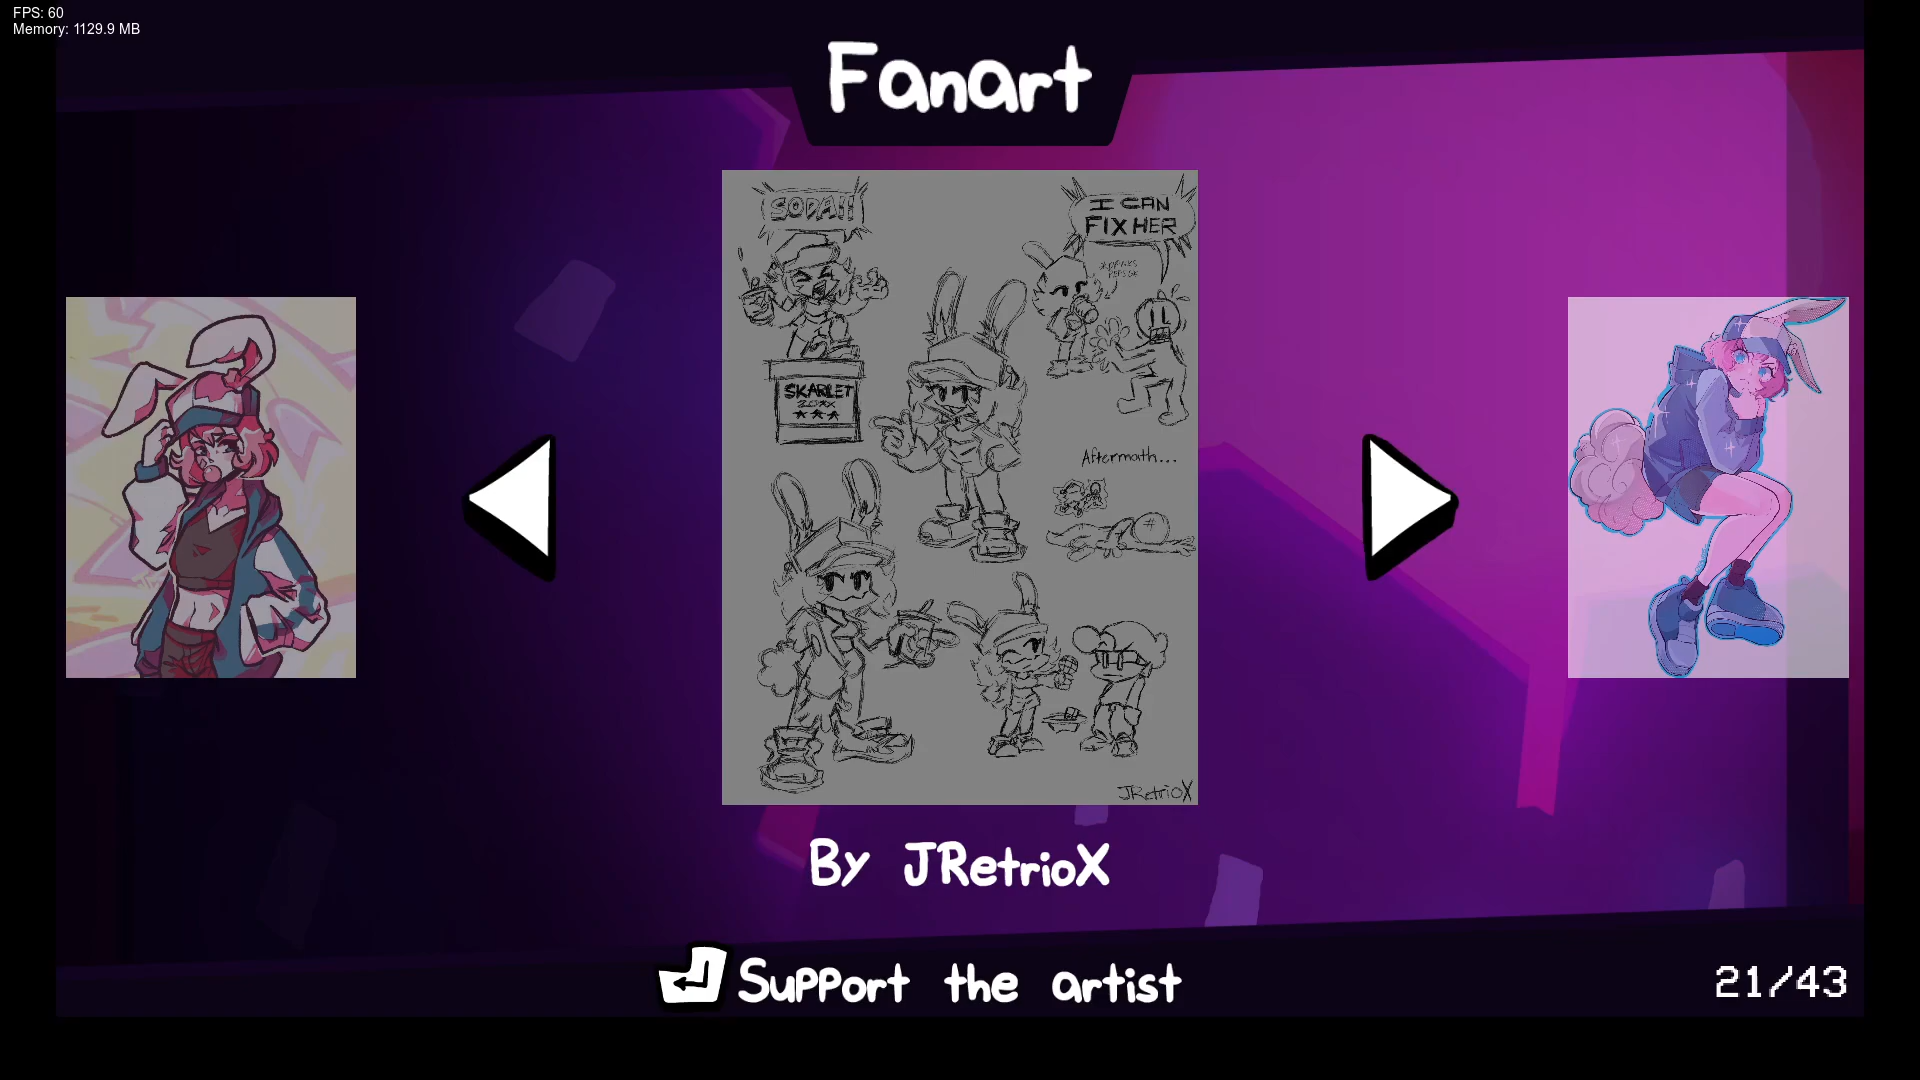 FPS: 60
Memory: 1129.9 MB
Fanart
SODA!!
I CAN
FIX HER
SKARLET
20XX
Aftermath...
JRetrioX
By JRetrioX
Support the artist
21/43